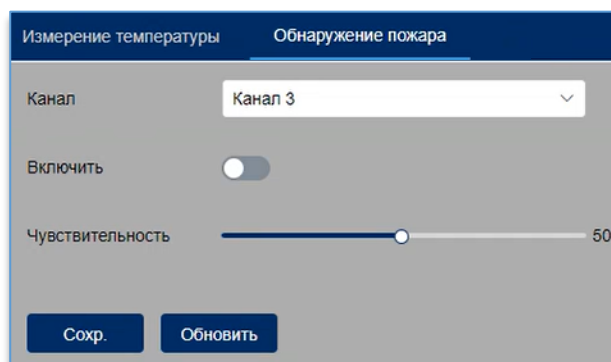 Измерение температуры Обнаружение пожара
Канал Канал 3
Включить
Чувствительность 50
Сохр. Обновить